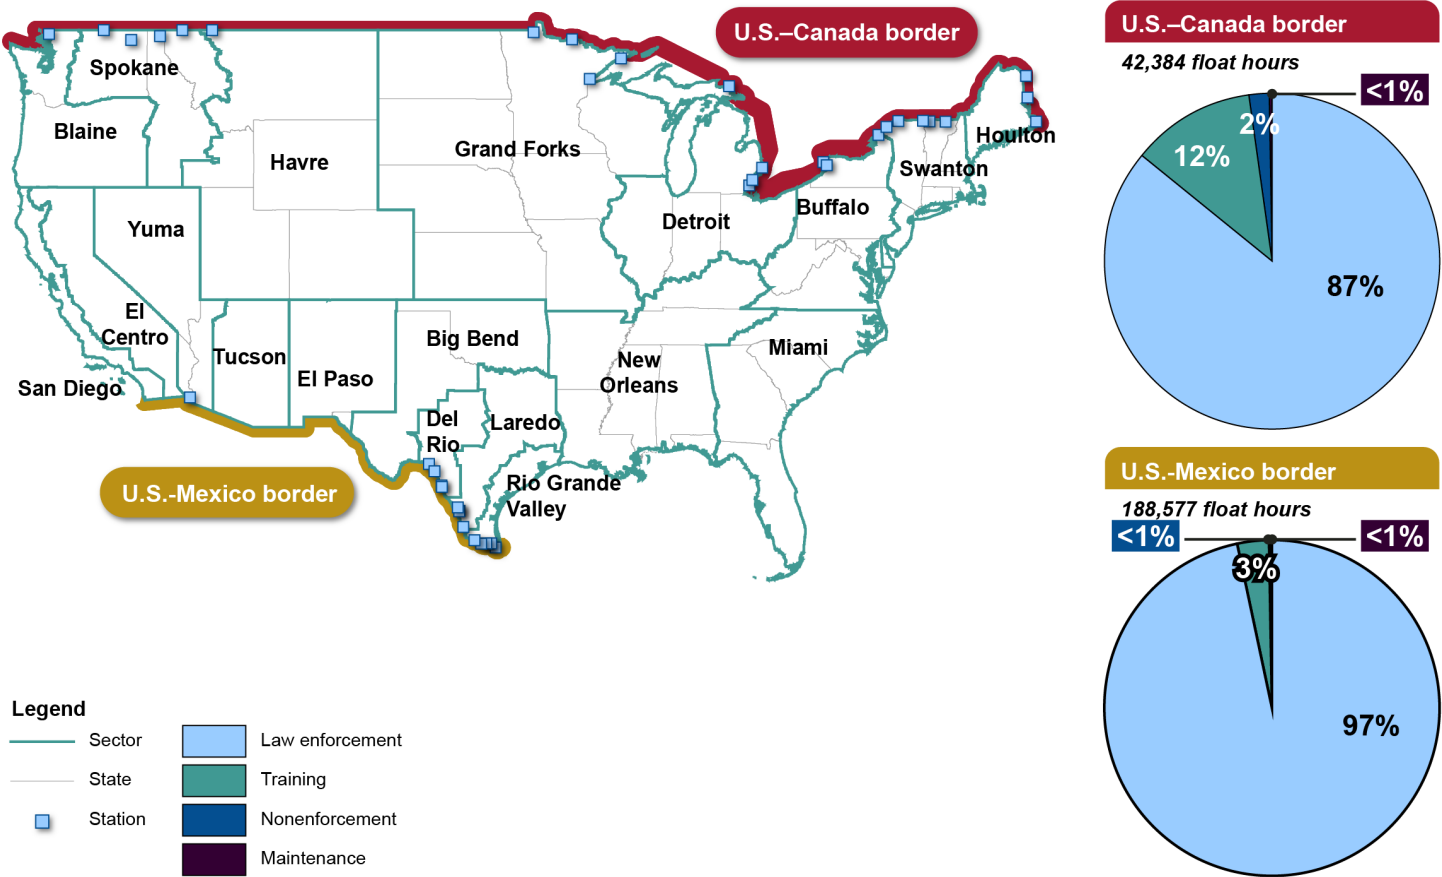 U.S.–Canada border
Spokane
Blaine
Havre
Grand Forks
Houlton
Swanton
Buffalo
Detroit
Yuma
El
Centro
San Diego
Tucson
El Paso
Big Bend
Del
Rio
Laredo
Rio Grande
Valley
New
Orleans
Miami
U.S.-Mexico border
Legend
Sector
State
Station
Law enforcement
Training
Nonenforcement
Maintenance
U.S.–Canada border
42,384 float hours
<1%
2%
12%
87%
U.S.-Mexico border
188,577 float hours
<1%
<1%
3%
97%